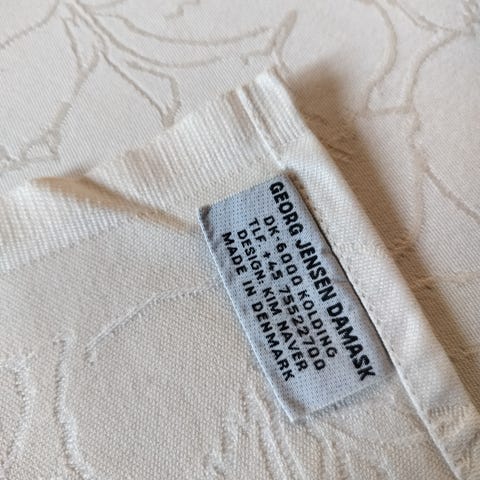 GEORG JENSEN DAMASK
DK-6000 KOLDING
TLF. +45 75522700
DESIGN: KIM NAVER
MADE IN DENMARK